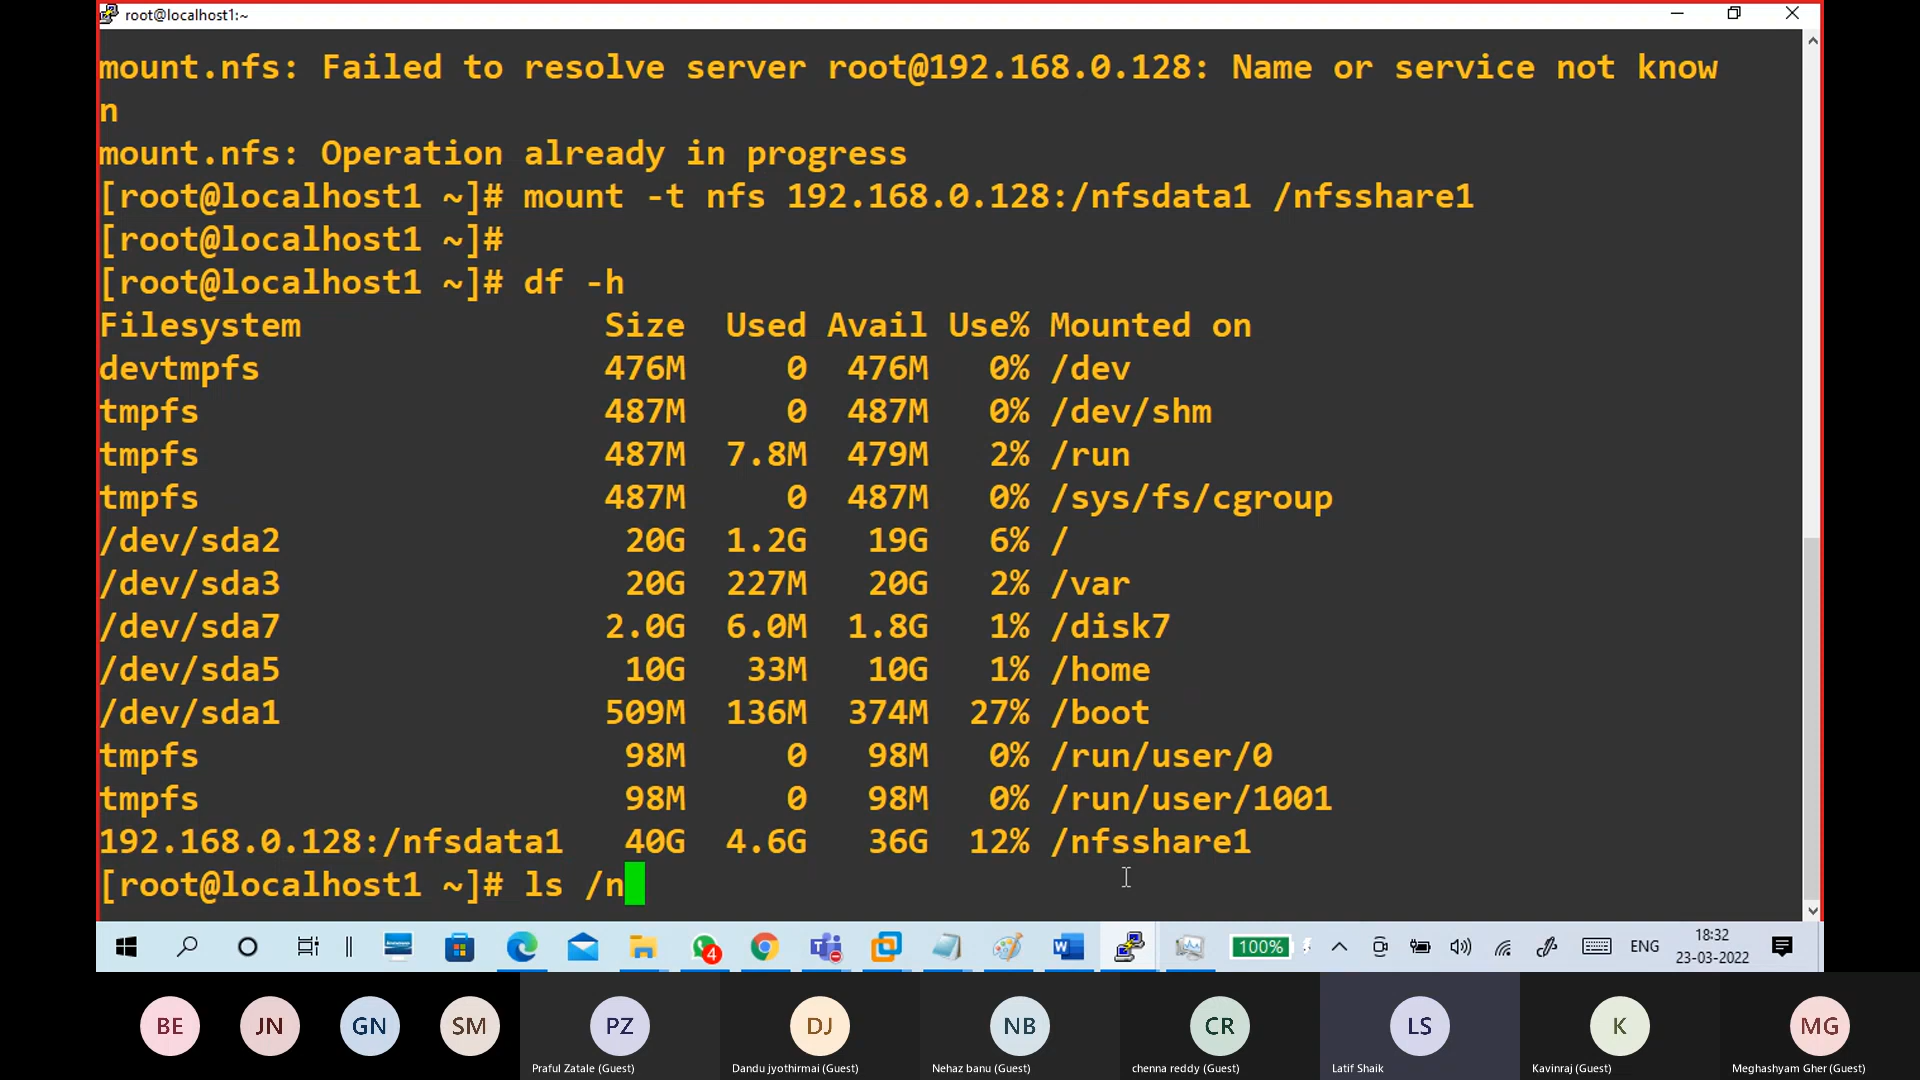 root@localhost1:~
mount.nfs: Failed to resolve server root@192.168.0.128: Name or service not know
n
mount.nfs: Operation already in progress
[root@localhost1 ~]# mount -t nfs 192.168.0.128:/nfsdata1 /nfsshare1
[root@localhost1 ~]#
[root@localhost1 ~]# df -h
Filesystem Size Used Avail Use% Mounted on
devtmpfs 476M 0 476M 0% /dev
tmpfs 487M 0 487M 0% /dev/shm
tmpfs 487M 7.8M 479M 2% /run
tmpfs 487M 0 487M 0% /sys/fs/cgroup
/dev/sda2 20G 1.2G 19G 6% /
/dev/sda3 20G 227M 20G 2% /var
/dev/sda7 2.0G 6.0M 1.8G 1% /disk7
/dev/sda5 10G 33M 10G 1% /home
/dev/sda1 509M 136M 374M 27% /boot
tmpfs 98M 0 98M 0% /run/user/0
tmpfs 98M 0 98M 0% /run/user/1001
192.168.0.128:/nfsdata1 40G 4.6G 36G 12% /nfsshare1
[root@localhost1 ~]# ls /n
4
100%
ENG
18:32
23-03-2022
BE JN GN SM PZ DJ NB CR LS K MG
Praful Zatale (Guest) Dandu jyothirmai (Guest) Nehaz banu (Guest) chenna reddy (Guest) Latif Shaik Kavinraj (Guest) Meghashyam Gher (Guest)